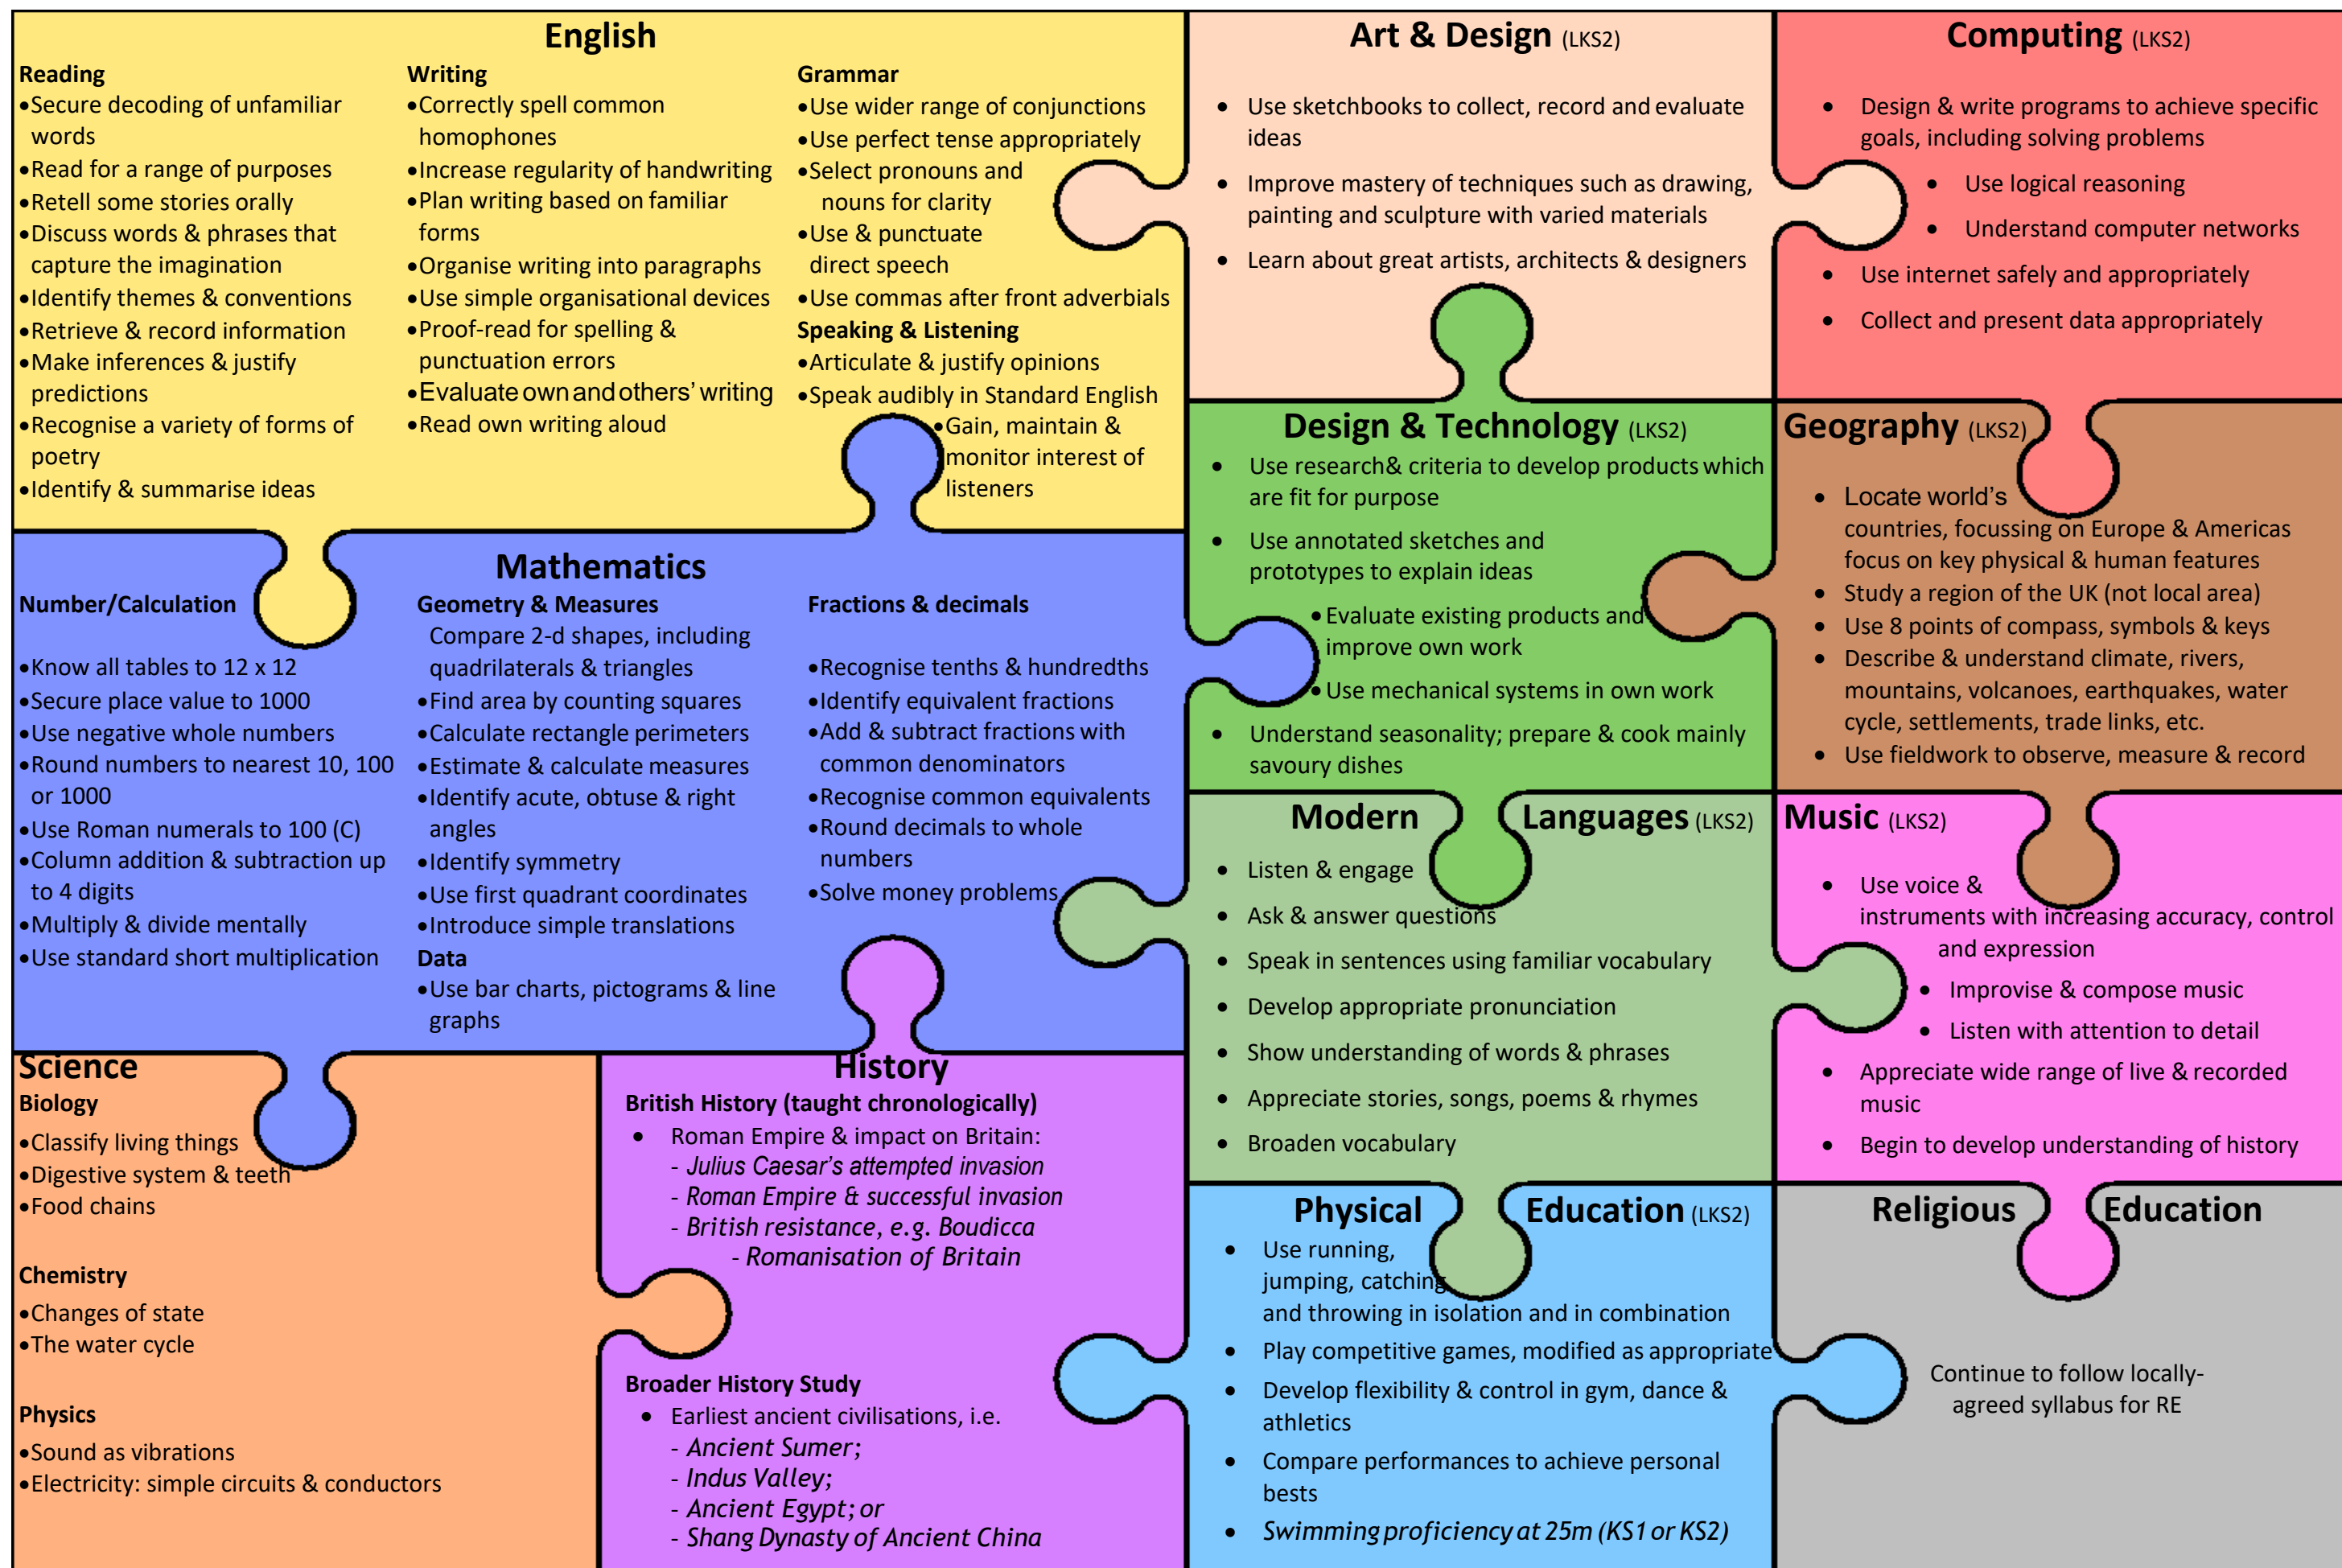 English
Reading
•Secure decoding of unfamiliar
words
•Read for a range of purposes
•Retell some stories orally
•Discuss words & phrases that
capture the imagination
•Identify themes & conventions
•Retrieve & record information
•Make inferences & justify
predictions
•Recognise a variety of forms of
poetry
•Identify & summarise ideas
Writing
•Correctly spell common
homophones
•Increase regularity of handwriting
•Plan writing based on familiar
forms
•Organise writing into paragraphs
•Use simple organisational devices
•Proof-read for spelling &
punctuation errors
•Evaluate own and others’ writing
•Read own writing aloud
Grammar
•Use wider range of conjunctions
•Use perfect tense appropriately
•Select pronouns and
nouns for clarity
•Use & punctuate
direct speech
•Use commas after front adverbials
Speaking & Listening
•Articulate & justify opinions
•Speak audibly in Standard English
•Gain, maintain &
monitor interest of
listeners
Art & Design (LKS2)
• Use sketchbooks to collect, record and evaluate
ideas
• Improve mastery of techniques such as drawing,
painting and sculpture with varied materials
• Learn about great artists, architects & designers
Computing (LKS2)
• Design & write programs to achieve specific
goals, including solving problems
• Use logical reasoning
• Understand computer networks
• Use internet safely and appropriately
• Collect and present data appropriately
Mathematics
Number/Calculation
•Know all tables to 12 x 12
•Secure place value to 1000
•Use negative whole numbers
•Round numbers to nearest 10, 100
or 1000
•Use Roman numerals to 100 (C)
•Column addition & subtraction up
to 4 digits
•Multiply & divide mentally
•Use standard short multiplication
Geometry & Measures
Compare 2-d shapes, including
quadrilaterals & triangles
•Find area by counting squares
•Calculate rectangle perimeters
•Estimate & calculate measures
•Identify acute, obtuse & right
angles
•Identify symmetry
•Use first quadrant coordinates
•Introduce simple translations
Data
•Use bar charts, pictograms & line
graphs
Fractions & decimals
•Recognise tenths & hundredths
•Identify equivalent fractions
•Add & subtract fractions with
common denominators
•Recognise common equivalents
•Round decimals to whole
numbers
•Solve money problems
Design & Technology (LKS2)
• Use research& criteria to develop products which
are fit for purpose
• Use annotated sketches and
prototypes to explain ideas
•Evaluate existing products and
improve own work
•Use mechanical systems in own work
• Understand seasonality; prepare & cook mainly
savoury dishes
Geography (LKS2)
• Locate world’s
countries, focussing on Europe & Americas
focus on key physical & human features
• Study a region of the UK (not local area)
• Use 8 points of compass, symbols & keys
• Describe & understand climate, rivers,
mountains, volcanoes, earthquakes, water
cycle, settlements, trade links, etc.
• Use fieldwork to observe, measure & record
Modern Languages (LKS2)
• Listen & engage
• Ask & answer questions
• Speak in sentences using familiar vocabulary
• Develop appropriate pronunciation
• Show understanding of words & phrases
• Appreciate stories, songs, poems & rhymes
• Broaden vocabulary
Music (LKS2)
• Use voice &
instruments with increasing accuracy, control
and expression
• Improvise & compose music
• Listen with attention to detail
• Appreciate wide range of live & recorded
music
• Begin to develop understanding of history
Science
Biology
•Classify living things
•Digestive system & teeth
•Food chains
Chemistry
•Changes of state
•The water cycle
Physics
•Sound as vibrations
•Electricity: simple circuits & conductors
History
British History (taught chronologically)
• Roman Empire & impact on Britain:
- Julius Caesar’s attempted invasion
- Roman Empire & successful invasion
- British resistance, e.g. Boudicca
- Romanisation of Britain
Broader History Study
• Earliest ancient civilisations, i.e.
- Ancient Sumer;
- Indus Valley;
- Ancient Egypt; or
- Shang Dynasty of Ancient China
Physical Education (LKS2)
• Use running,
jumping, catching
and throwing in isolation and in combination
• Play competitive games, modified as appropriate
• Develop flexibility & control in gym, dance &
athletics
• Compare performances to achieve personal
bests
• Swimming proficiency at 25m (KS1 or KS2)
Religious Education
Continue to follow locally-
agreed syllabus for RE